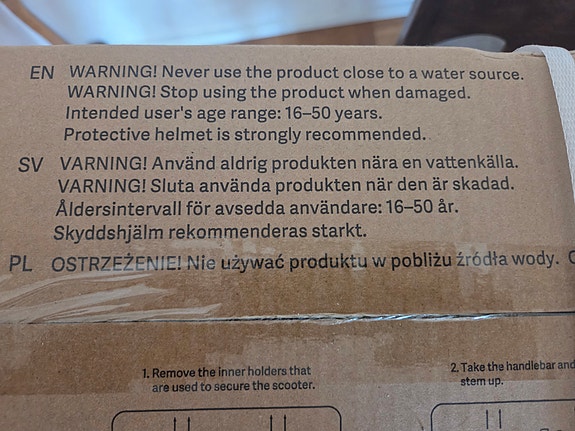 EN WARNING! Never use the product close to a water source.
WARNING! Stop using the product when damaged.
Intended user's age range: 16–50 years.
Protective helmet is strongly recommended.
SV VARNING! Använd aldrig produkten nära en vattenkälla.
VARNING! Sluta använda produkten när den är skadad.
Åldersintervall för avsedda användare: 16–50 år.
Skyddshjälm rekommenderas starkt.
PL OSTRZEŻENIE! Nie używać produktu w pobliżu źródła wody.
1. Remove the inner holders that
are used to secure the scooter.
2. Take the handlebar and
stem up.